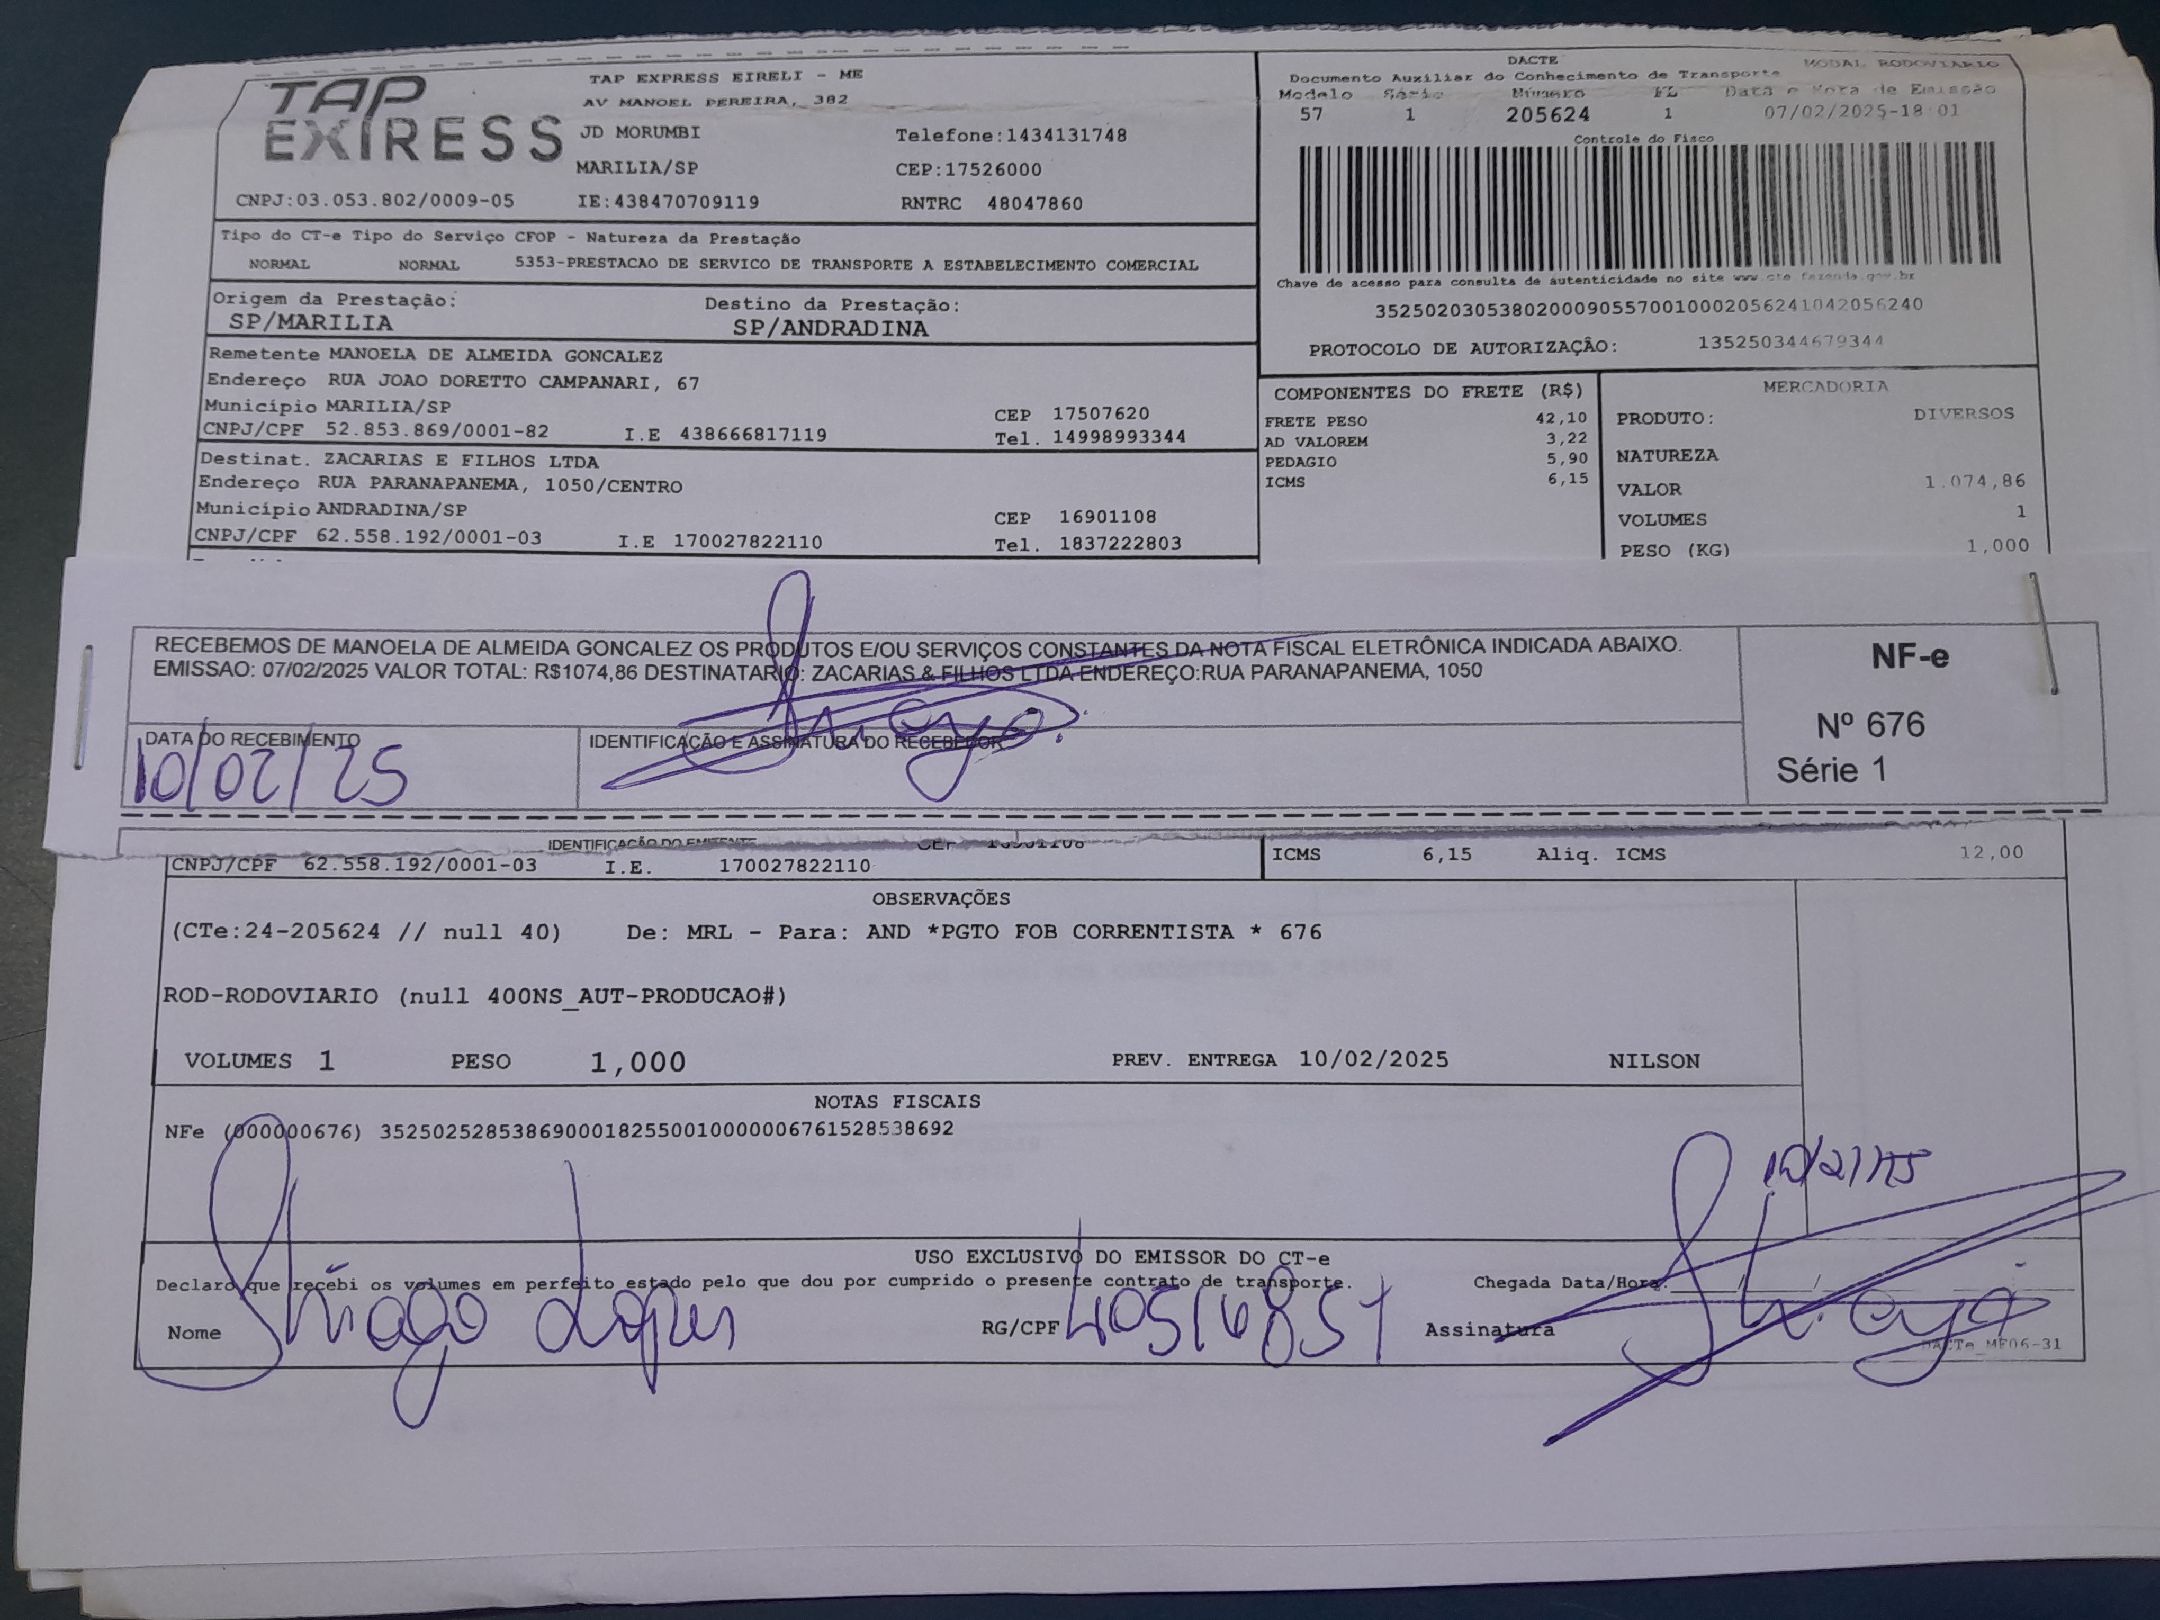 TAP EXPRESS
TAP EXPRESS EIRELI - ME
AV MANOEL PEREIRA, 382
JD MORUMBI Telefone:1434131748
MARILIA/SP CEP:17526000
CNPJ:03.053.802/0009-05 IE:438470709119 RNTRC 48047860
DACTE MODAL RODOVIARIO
Documento Auxiliar do Conhecimento de Transporte
Modelo Série Número FL Data e Hora de Emissão
57 1 205624 1 07/02/2025-18:01
Controle do Fisco
Chave de acesso para consulta de autenticidade no site www.cte.fazenda.gov.br
35250203053802000905570010002056241042056240
PROTOCOLO DE AUTORIZAÇÃO: 135250344679344
Tipo do CT-e Tipo do Serviço CFOP - Natureza da Prestação
NORMAL NORMAL 5353-PRESTACAO DE SERVICO DE TRANSPORTE A ESTABELECIMENTO COMERCIAL
Origem da Prestação: Destino da Prestação:
SP/MARILIA SP/ANDRADINA
Remetente MANOELA DE ALMEIDA GONCALEZ
Endereço RUA JOAO DORETTO CAMPANARI, 67
Município MARILIA/SP CEP 17507620
CNPJ/CPF 52.853.869/0001-82 I.E 438666817119 Tel. 14998993344
Destinat. ZACARIAS E FILHOS LTDA
Endereço RUA PARANAPANEMA, 1050/CENTRO
Município ANDRADINA/SP CEP 16901108
CNPJ/CPF 62.558.192/0001-03 I.E 170027822110 Tel. 1837222803
COMPONENTES DO FRETE (R$)
FRETE PESO 42,10
AD VALOREM 3,22
PEDAGIO 5,90
ICMS 6,15
MERCADORIA
PRODUTO: DIVERSOS
NATUREZA
VALOR 1.074,86
VOLUMES 1
PESO (KG) 1,000
RECEBEMOS DE MANOELA DE ALMEIDA GONCALEZ OS PRODUTOS E/OU SERVIÇOS CONSTANTES DA NOTA FISCAL ELETRÔNICA INDICADA ABAIXO.
EMISSAO: 07/02/2025 VALOR TOTAL: R$1074,86 DESTINATARIO: ZACARIAS & FILHOS LTDA ENDEREÇO:RUA PARANAPANEMA, 1050
DATA DO RECEBIMENTO IDENTIFICAÇÃO E ASSINATURA DO RECEBEDOR
10/02/25
NF-e
Nº 676
Série 1
IDENTIFICAÇÃO DO EMITENTE CEP 16901108
CNPJ/CPF 62.558.192/0001-03 I.E. 170027822110 ICMS 6,15 Aliq. ICMS 12,00
OBSERVAÇÕES
(CTe:24-205624 // null 40) De: MRL - Para: AND *PGTO FOB CORRENTISTA * 676
ROD-RODOVIARIO (null 400NS_AUT-PRODUCAO#)
VOLUMES 1 PESO 1,000 PREV. ENTREGA 10/02/2025 NILSON
NOTAS FISCAIS
NFe (000000676) 35250252853869000182550010000006761528538692
USO EXCLUSIVO DO EMISSOR DO CT-e
Declaro que recebi os volumes em perfeito estado pelo que dou por cumprido o presente contrato de transporte. Chegada Data/Hora:
Nome Thiago Lopes RG/CPF Assinatura
DACTe_MF06-31